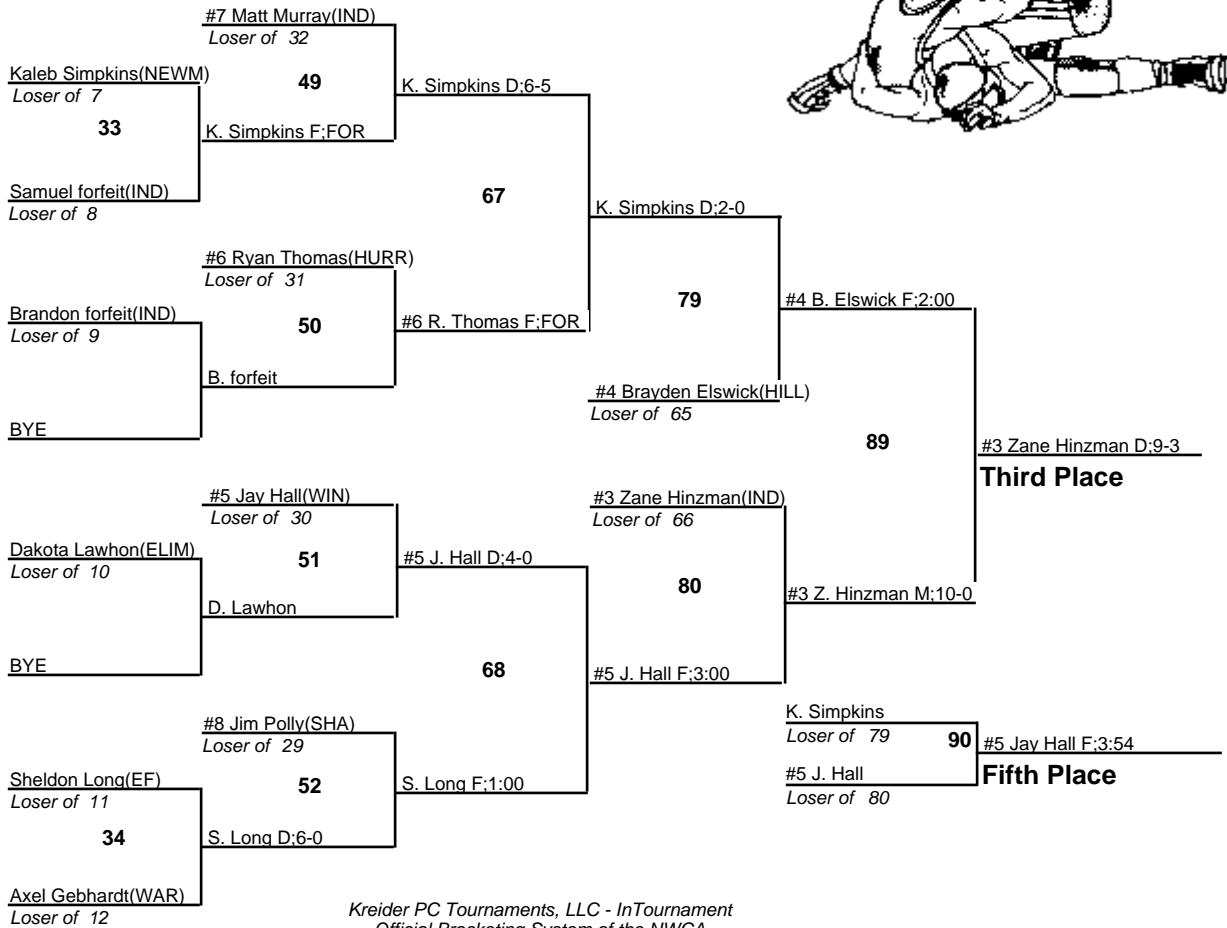 #7 Matt Murray(IND)
Loser of 32
Kaleb Simpkins(NEWM)
Loser of 7
49
K. Simpkins D;6-5
33
K. Simpkins F;FOR
Samuel forfeit(IND)
Loser of 8
67
K. Simpkins D;2-0
#6 Ryan Thomas(HURR)
Loser of 31
Brandon forfeit(IND)
Loser of 9
50
#6 R. Thomas F;FOR
79
#4 B. Elswick F;2:00
B. forfeit
#4 Brayden Elswick(HILL)
Loser of 65
BYE
89
#3 Zane Hinzman D;9-3
Third Place
#5 Jay Hall(WIN)
Loser of 30
#3 Zane Hinzman(IND)
Loser of 66
Dakota Lawhon(ELIM)
Loser of 10
51
#5 J. Hall D;4-0
80
#3 Z. Hinzman M;10-0
D. Lawhon
BYE
68
#5 J. Hall F;3:00
#8 Jim Polly(SHA)
Loser of 29
K. Simpkins
Loser of 79
90
#5 Jay Hall F;3:54
Fifth Place
#5 J. Hall
Loser of 80
Sheldon Long(EF)
Loser of 11
52
S. Long F;1:00
34
S. Long D;6-0
Axel Gebhardt(WAR)
Loser of 12
Kreider PC Tournaments, LLC - InTournament
Official Bracketing System of the NWCA